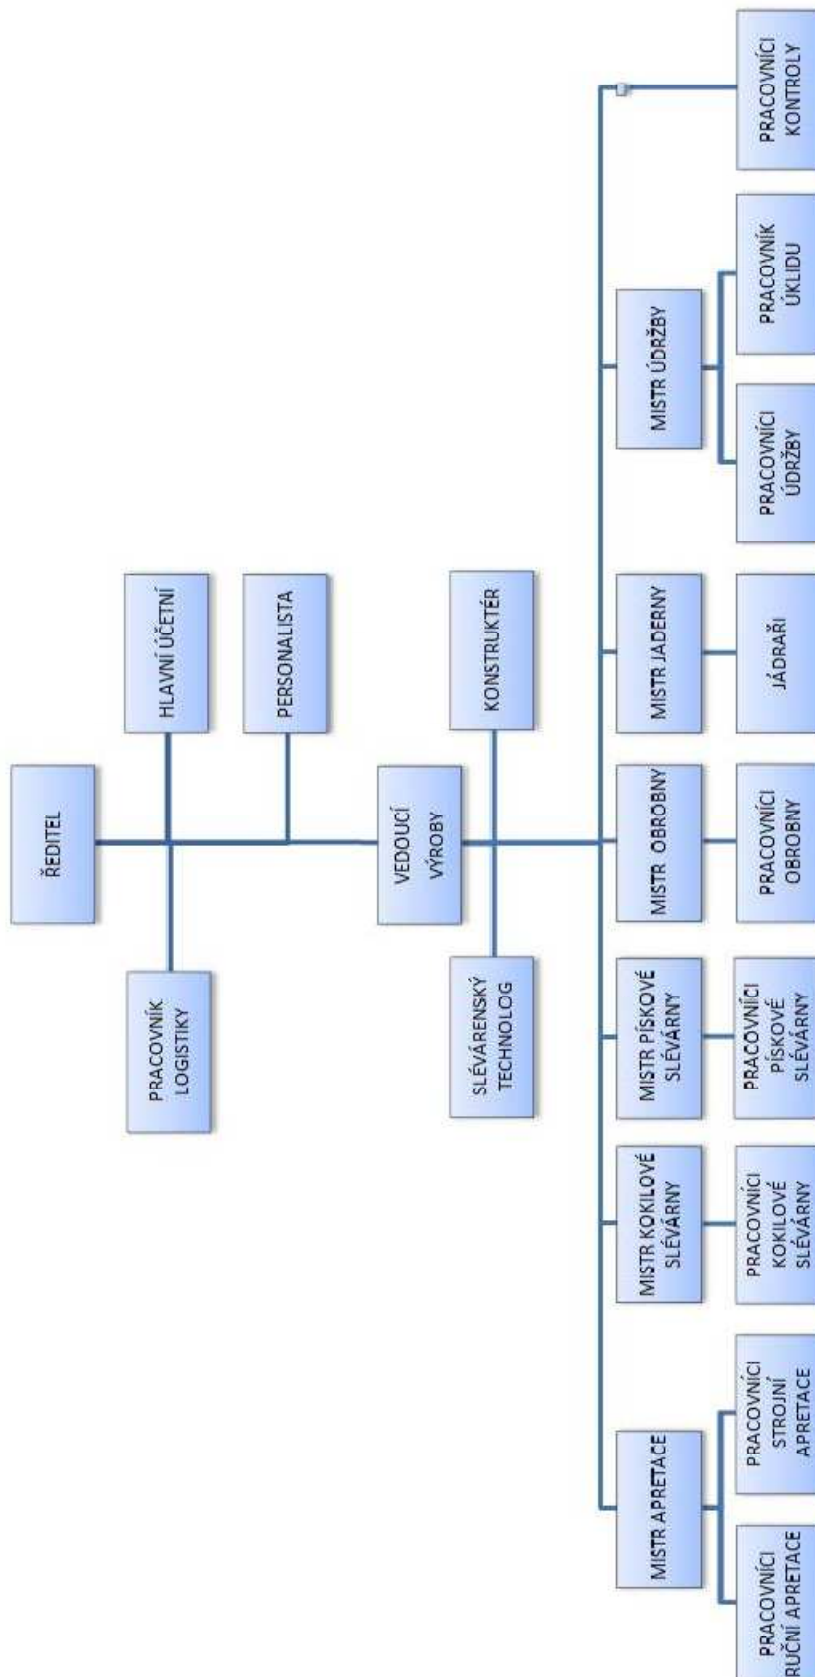 ŘEDITEL
PRACOVNÍK
LOGISTIKY
HLAVNÍ ÚČETNÍ
PERSONALISTA
VEDOUCÍ
VÝROBY
SLÉVÁRENSKÝ
TECHNOLOG
KONSTRUKTÉR
MISTR APRETACE
MISTR KOKILOVÉ
SLÉVÁRNY
MISTR PÍSKOVÉ
SLÉVÁRNY
MISTR OBROBNY
MISTR JADERNY
MISTR ÚDRŽBY
PRACOVNÍCI
RUČNÍ APRETACE
PRACOVNÍCI
STROJNÍ
APRETACE
PRACOVNÍCI
KOKILOVÉ
SLÉVÁRNY
PRACOVNÍCI
PÍSKOVÉ
SLÉVÁRNY
PRACOVNÍCI
OBROBNY
JÁDRAŘI
PRACOVNÍCI
ÚDRŽBY
PRACOVNÍK
ÚKLIDU
PRACOVNÍCI
KONTROLY